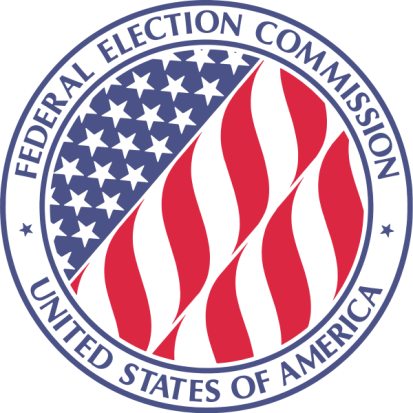 FEDERAL ELECTION COMMISSION
UNITED STATES OF AMERICA